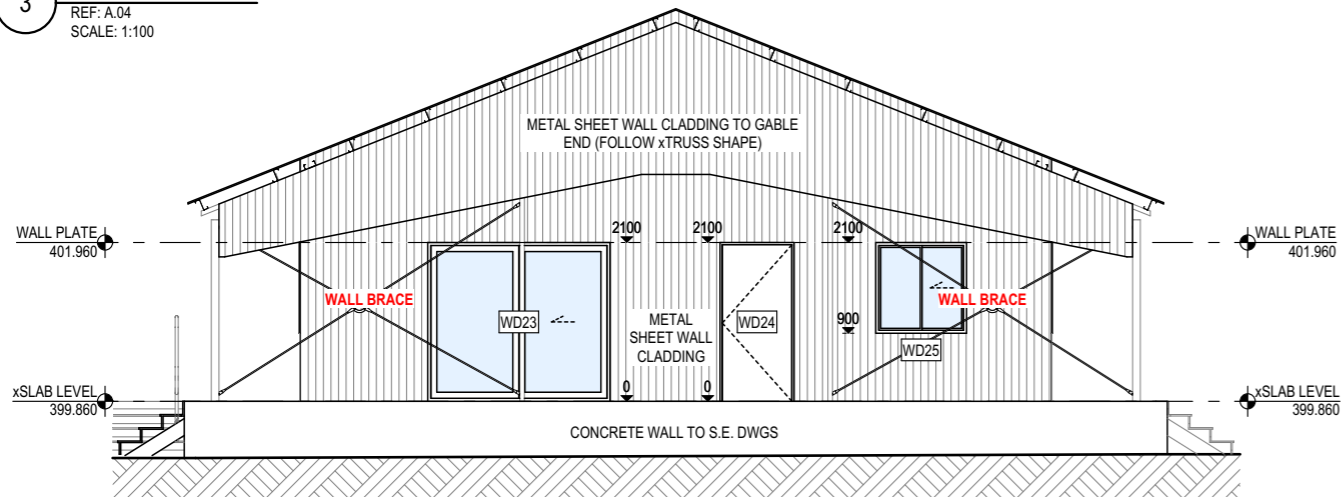 3
REF: A.04
SCALE: 1:100
METAL SHEET WALL CLADDING TO GABLE
END (FOLLOW xTRUSS SHAPE)
WALL PLATE
401.960
2100
2100
2100
WALL PLATE
401.960
WALL BRACE
WALL BRACE
WD23
METAL
SHEET WALL
CLADDING
WD24
900
WD25
xSLAB LEVEL
399.860
0
0
xSLAB LEVEL
399.860
CONCRETE WALL TO S.E. DWGS